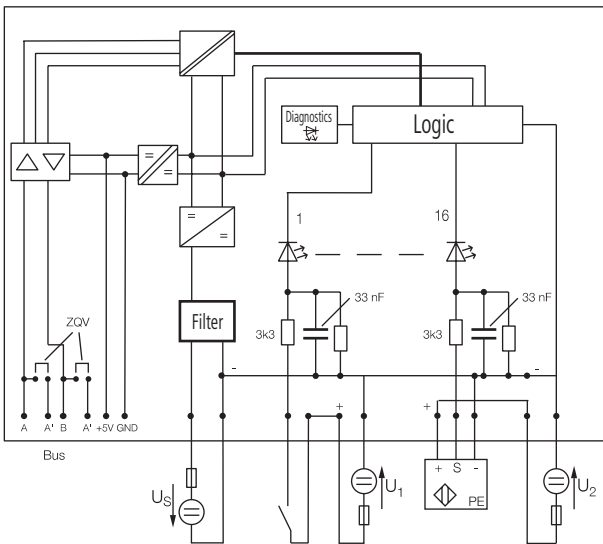 Diagnostics
Logic
=
=
=
=
1
16
33 nF
33 nF
Filter
3k3
3k3
ZQV
-
-
+
+
A
A'
B
A'
+5V
GND
Bus
+ S -
PE
US
U1
U2